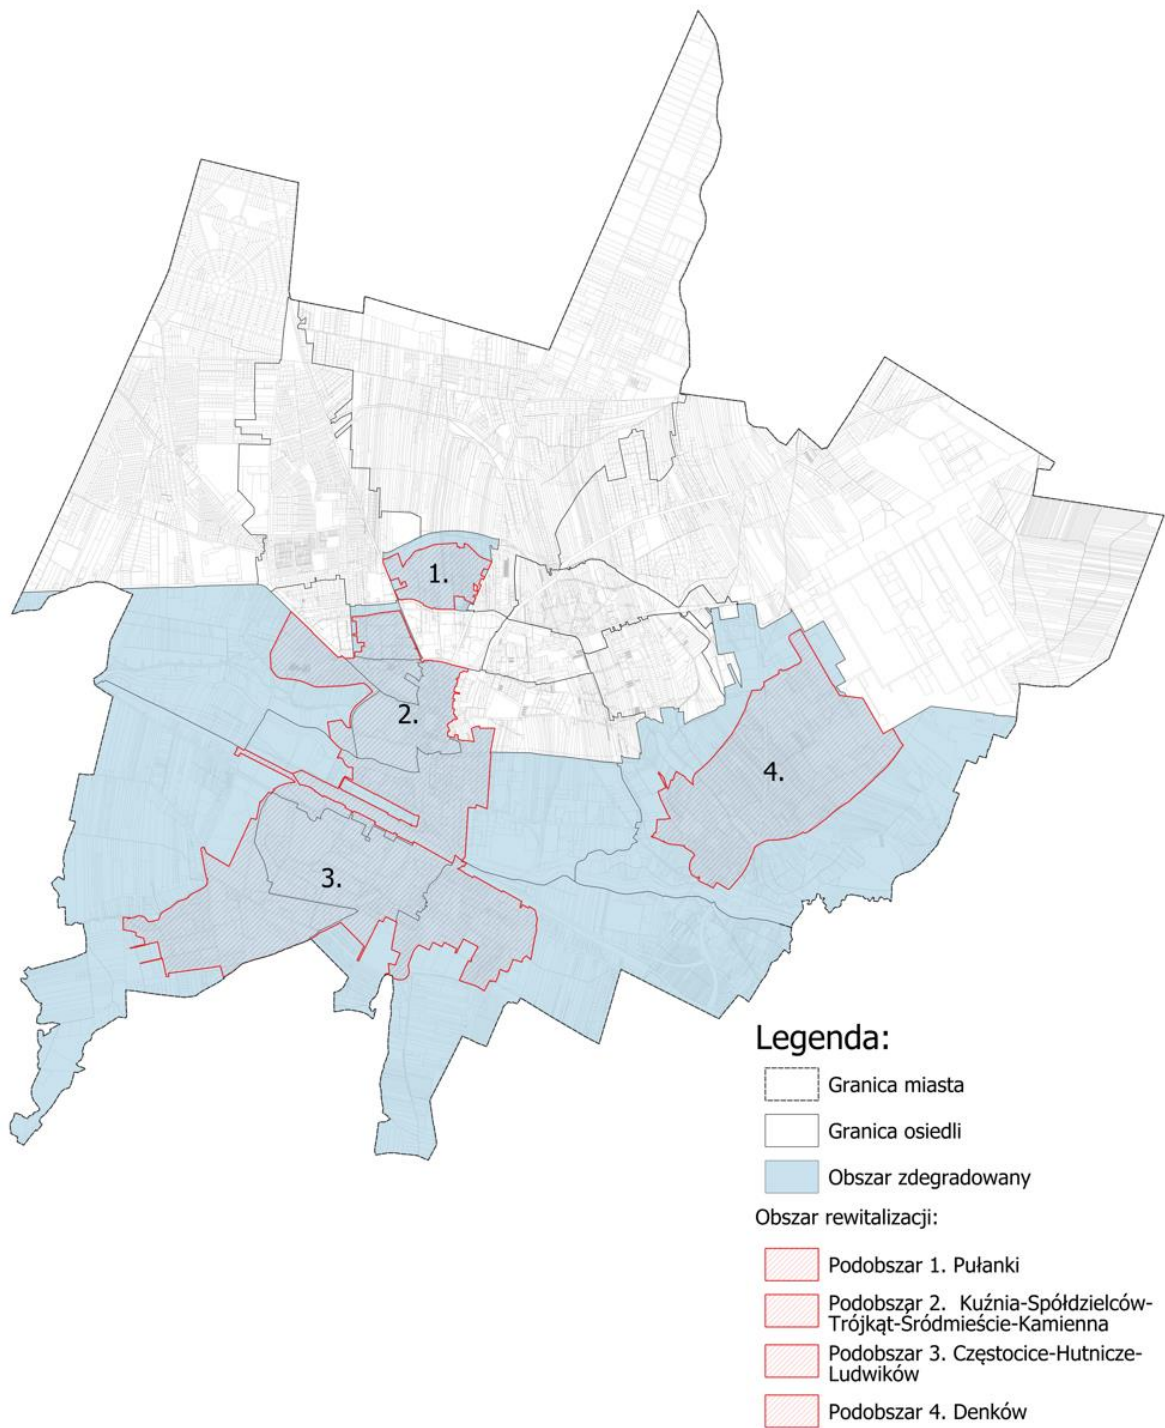 1.
2.
4.
3.
Legenda:
Granica miasta
Granica osiedli
Obszar zdegradowany
Obszar rewitalizacji:
Podobszar 1. Pułanki
Podobszar 2. Kuźnia-Spółdzielców-
Trójkąt-Śródmieście-Kamienna
Podobszar 3. Częstocice-Hutnicze-
Ludwików
Podobszar 4. Denków